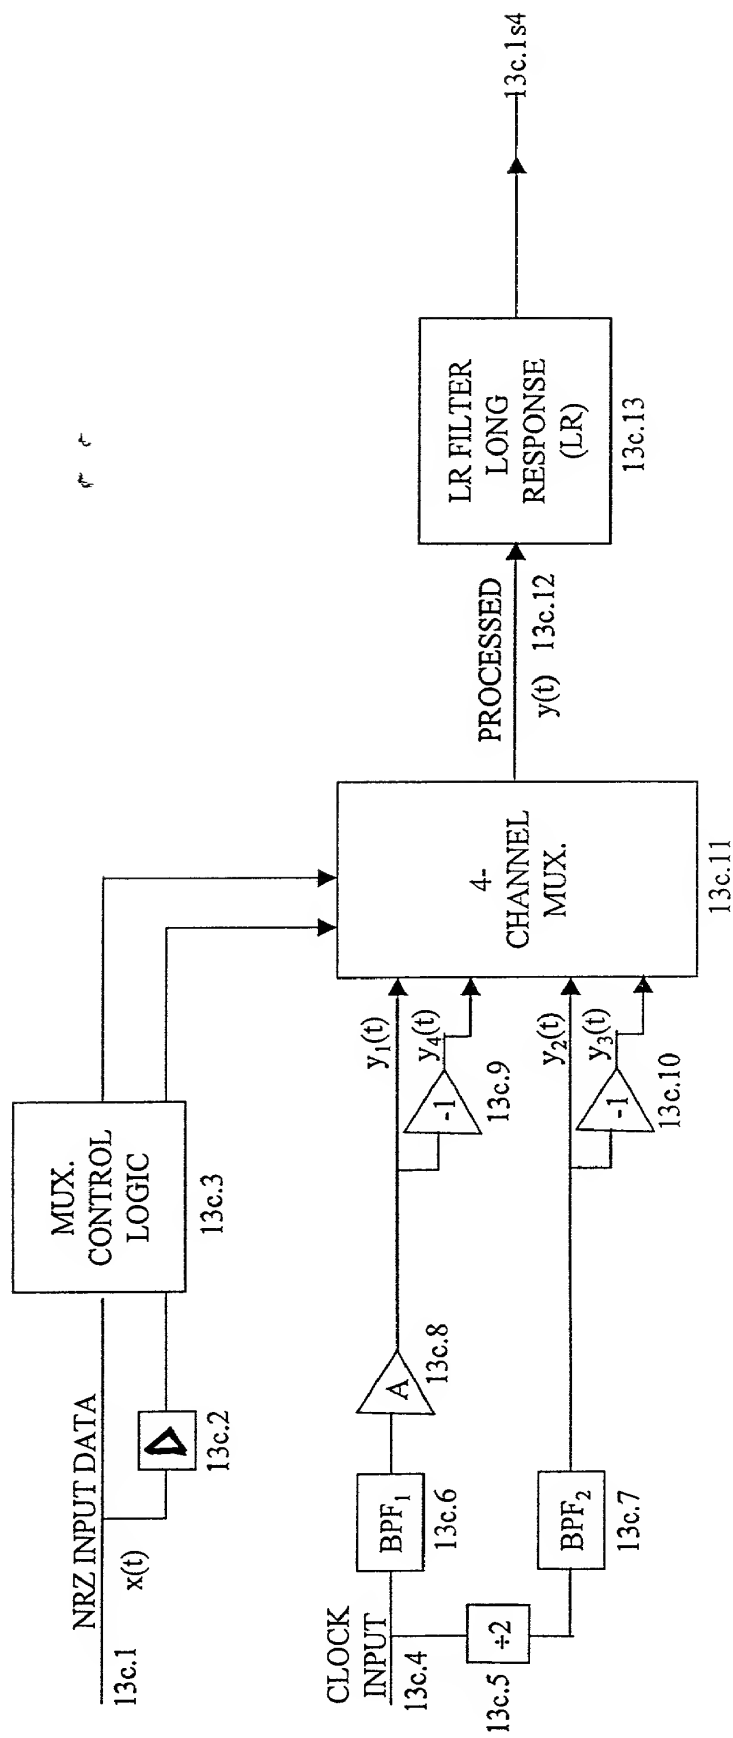 NRZ INPUT DATA
13c.1
x(t)
Δ
13c.2
MUX.
CONTROL
LOGIC
13c.3
CLOCK
INPUT
13c.4
÷2
13c.5
BPF₁
13c.6
BPF₂
13c.7
A
13c.8
y₁(t)
y₄(t)
-1
13c.9
y₂(t)
y₃(t)
-1
13c.10
4-
CHANNEL
MUX.
13c.11
PROCESSED
y(t) 13c.12
LR FILTER
LONG
RESPONSE
(LR)
13c.13
13c.1s4